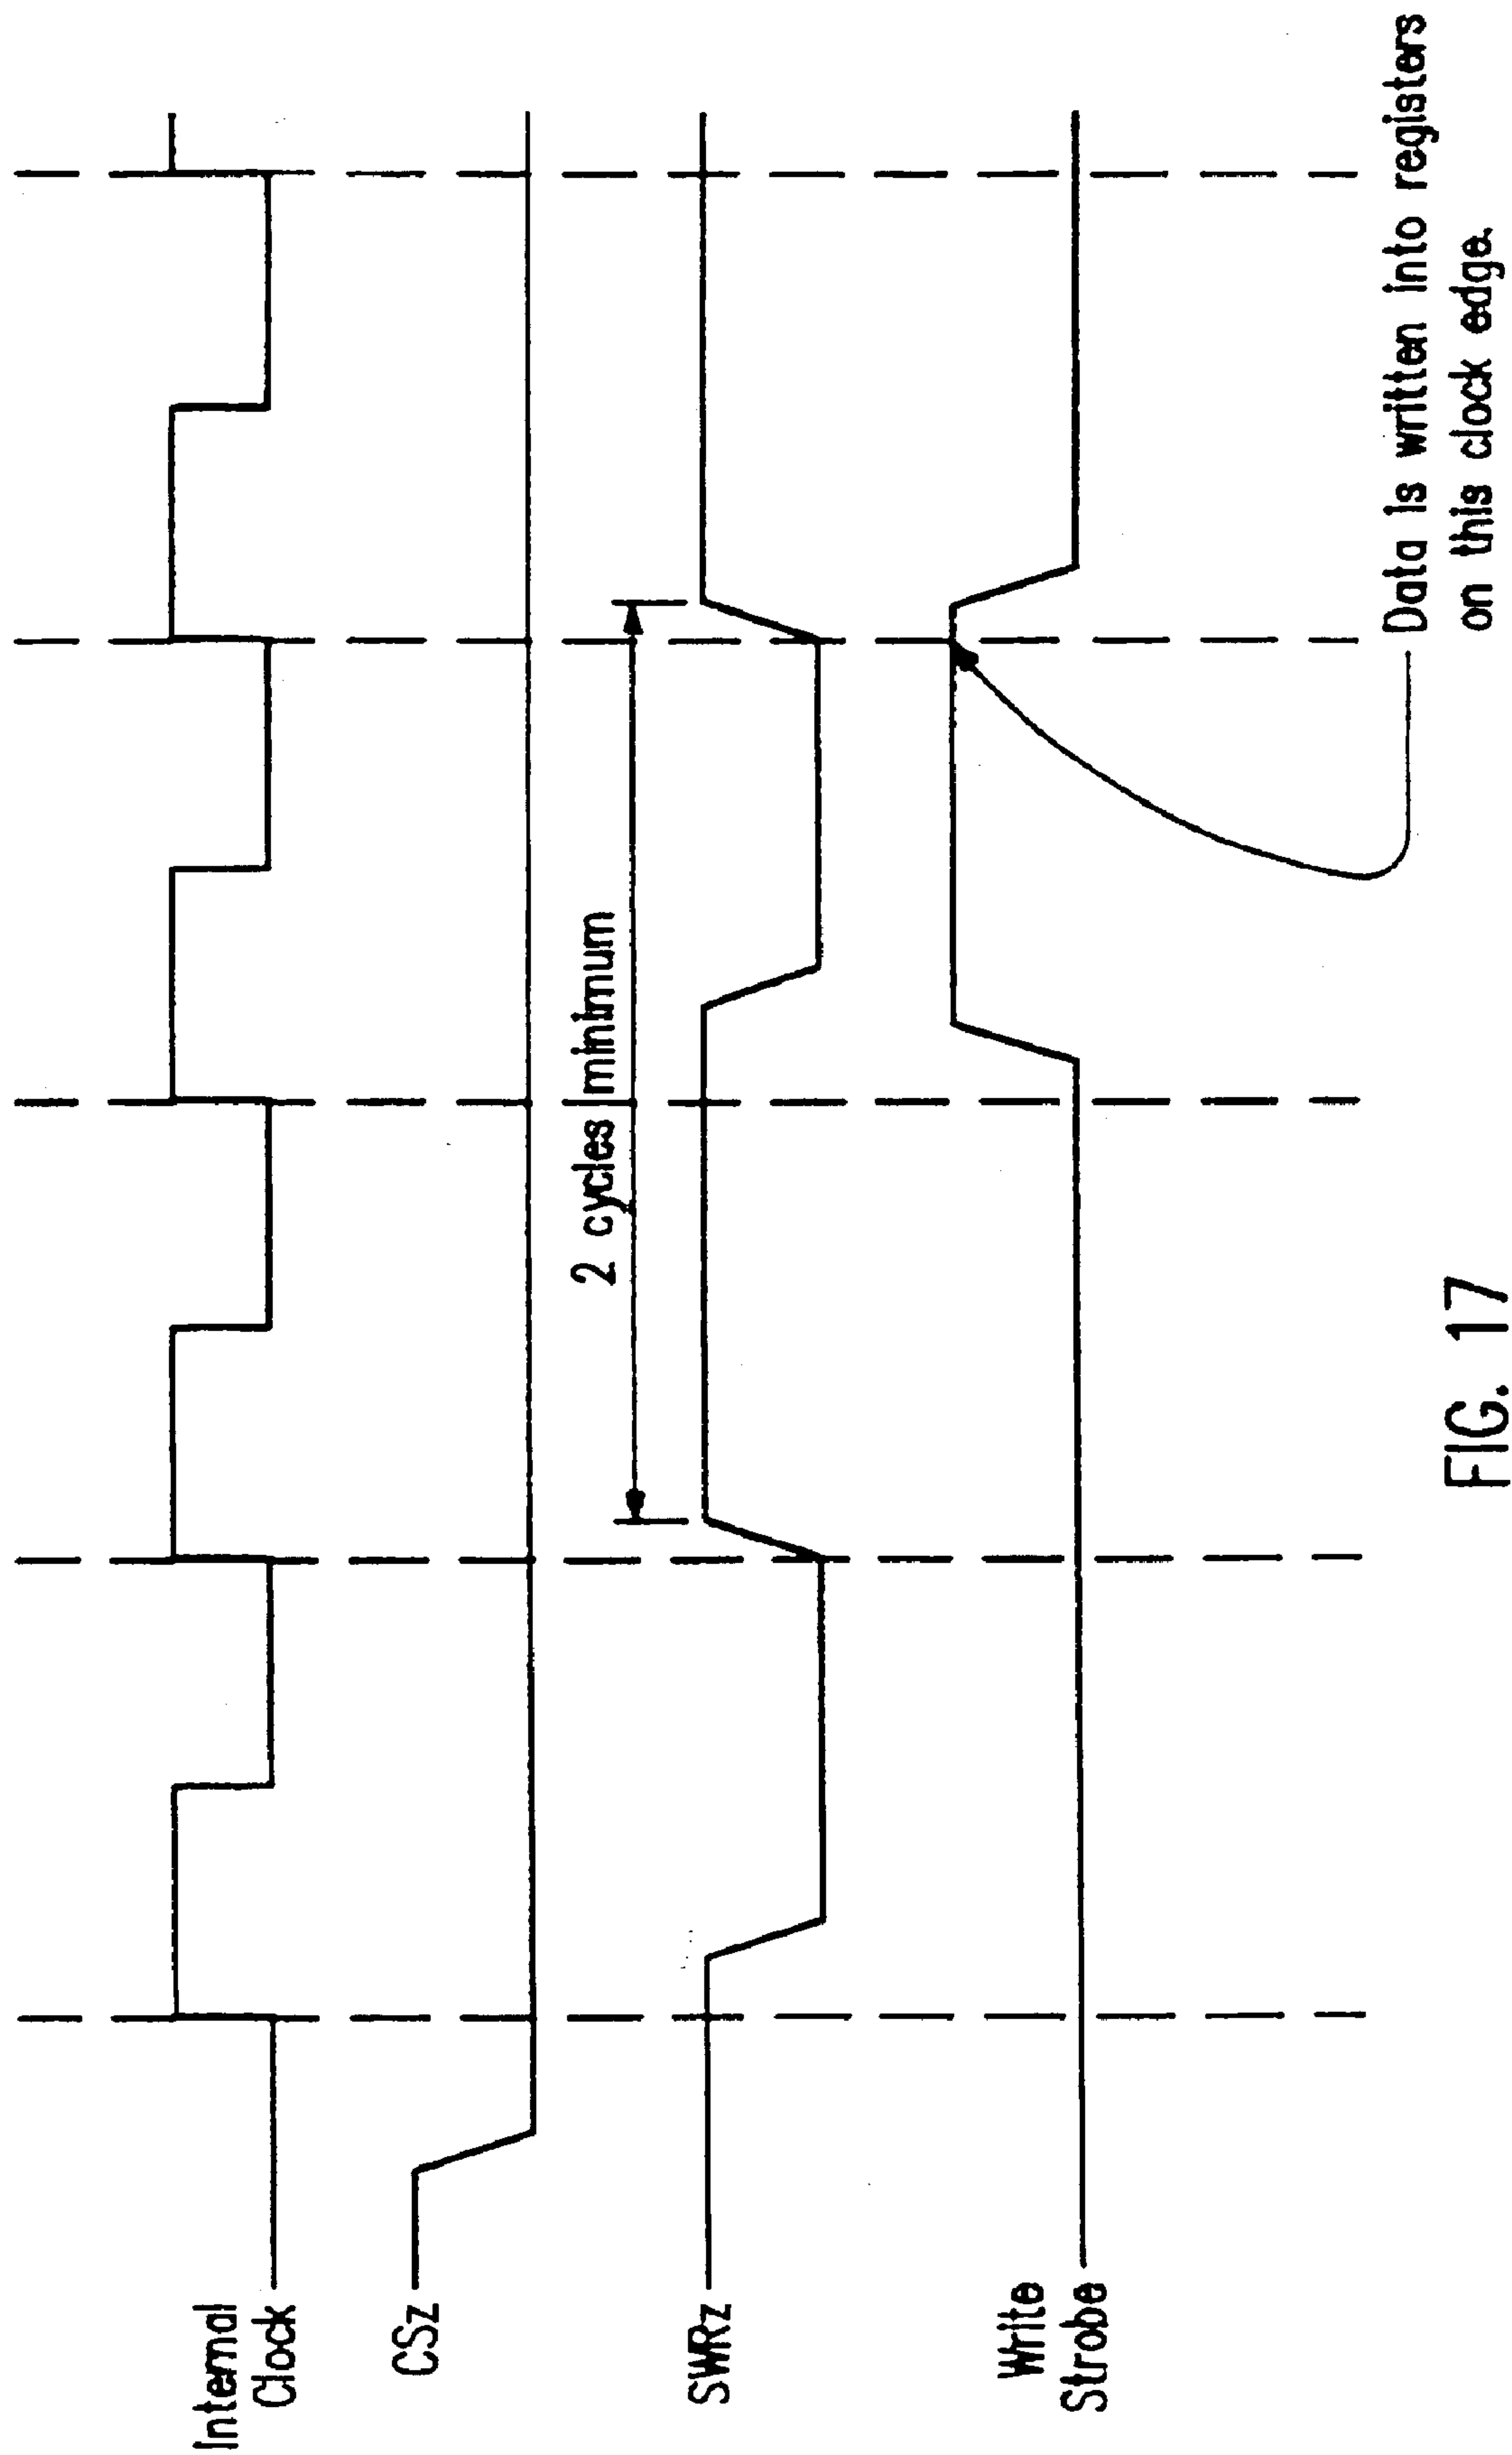 Internal
Clock
CSz
2 cycles minimum
SWRz
Write
Strobe
Data is written into registers
on this clock edge.
FIG. 17